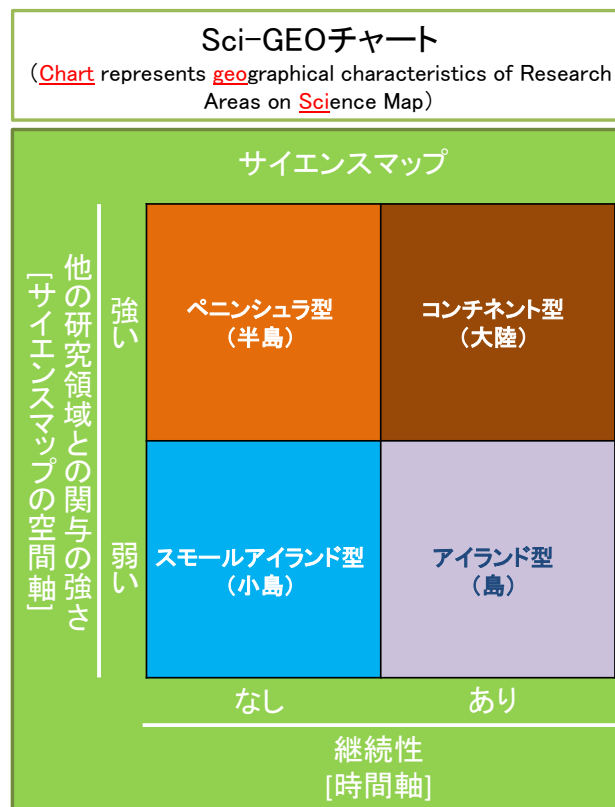 Sci-GEOチャート
（Chart represents geographical characteristics of Research
Areas on Science Map）
サイエンスマップ
他の研究領域との関与の強さ
[サイエンスマップの空間軸]
強い
ペニンシュラ型
（半島）
コンチネント型
（大陸）
弱い
スモールアイランド型
（小島）
アイランド型
（島）
なし
あり
継続性
[時間軸]